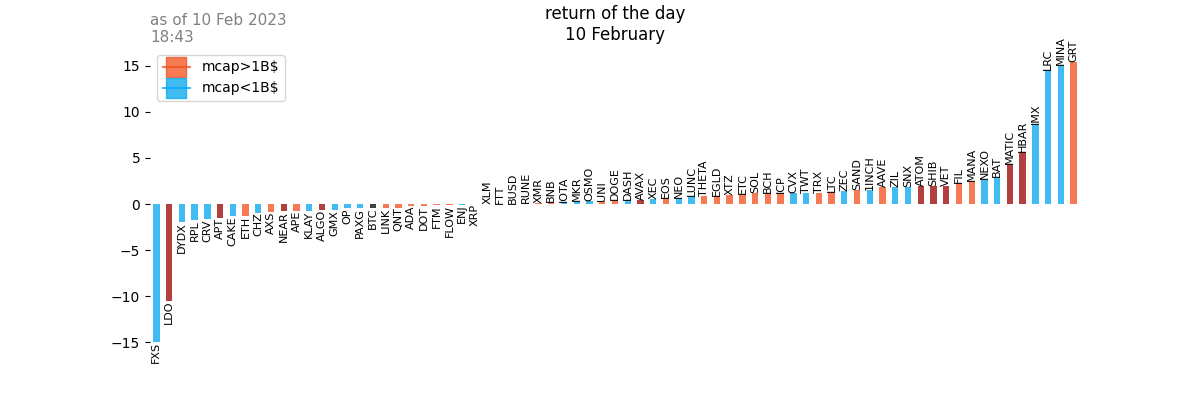 as of 10 Feb 2023
18:43
return of the day
10 February
mcap>1B$
mcap<1B$
15
10
5
0
−5
−10
−15
FXS
LDO
DYDX
RPL
CRV
APT
CAKE
ETH
CHZ
AXS
NEAR
APE
KLAY
ALGO
GMX
OP
PAXG
BTC
LINK
QNT
ADA
DOT
FTM
FLOW
ENJ
XRP
XLM
FTT
BUSD
RUNE
XMR
BNB
IOTA
MKR
OSMO
UNI
DOGE
DASH
AVAX
XEC
EOS
NEO
LUNC
THETA
EGLD
XTZ
ETC
SOL
BCH
ICP
CVX
TWT
TRX
LTC
ZEC
SAND
1INCH
AAVE
ZIL
SNX
ATOM
SHIB
VET
FIL
MANA
NEXO
BAT
MATIC
HBAR
IMX
LRC
MINA
GRT